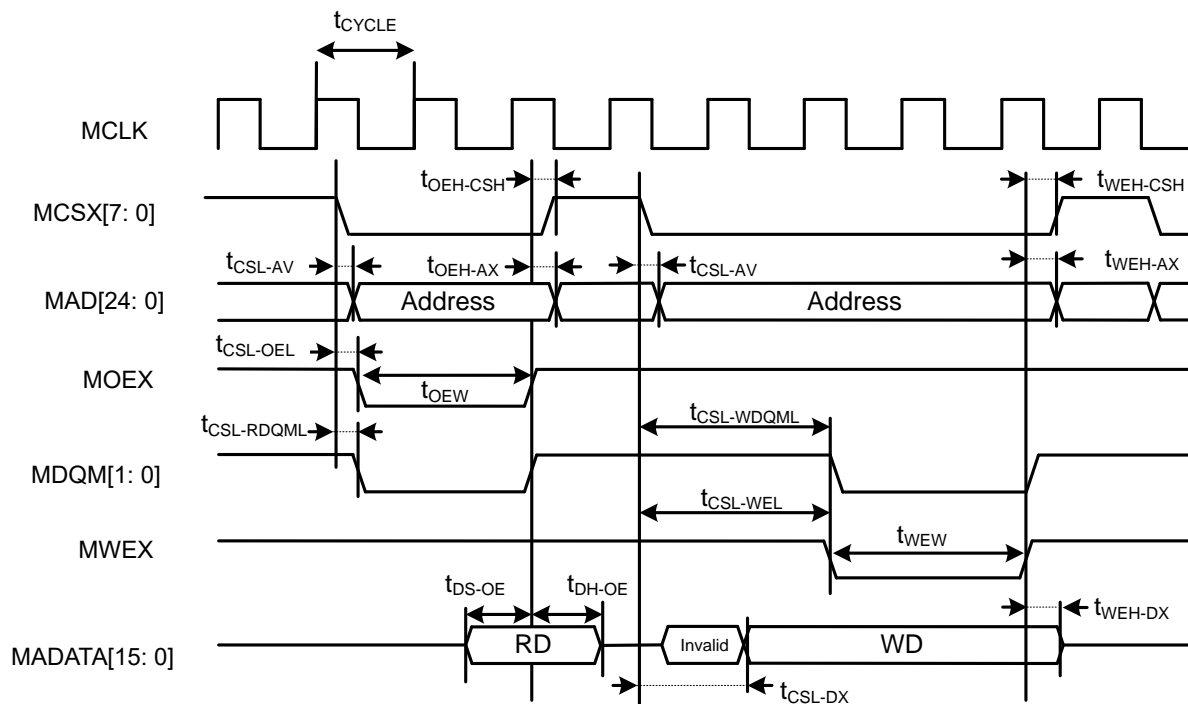 tCYCLE
MCLK
tOEH-CSH
tWEH-CSH
MCSX[7: 0]
tCSL-AV
tOEH-AX
tCSL-AV
tWEH-AX
MAD[24: 0]
Address
Address
tCSL-OEL
MOEX
tOEW
tCSL-WDQML
tCSL-RDQML
MDQM[1: 0]
tCSL-WEL
MWEX
tWEW
tDS-OE
tDH-OE
tWEH-DX
MADATA[15: 0]
RD
Invalid
WD
tCSL-DX